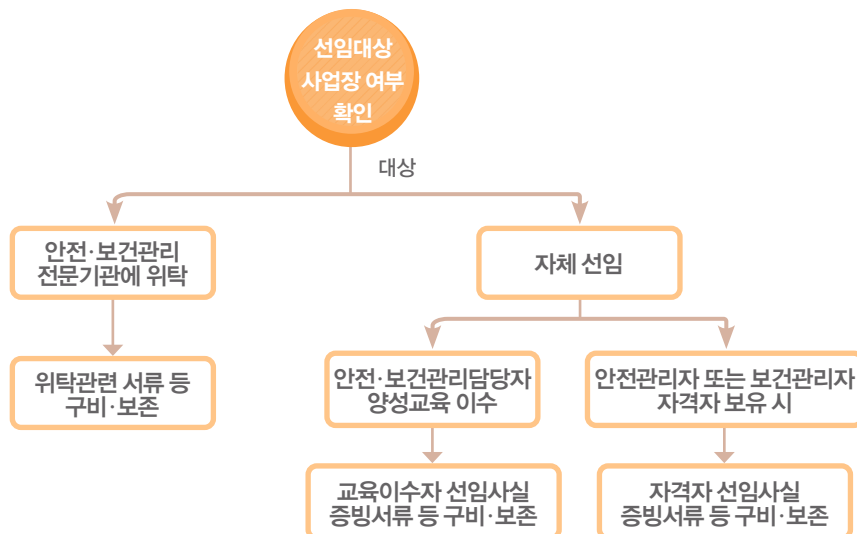 선임대상
사업장 여부
확인
대상
안전·보건관리
전문기관에 위탁
자체 선임
위탁관련 서류 등
구비·보존
안전·보건관리담당자
양성교육 이수
안전관리자 또는 보건관리자
자격자 보유 시
교육이수자 선임사실
증빙서류 등 구비·보존
자격자 선임사실
증빙서류 등 구비·보존